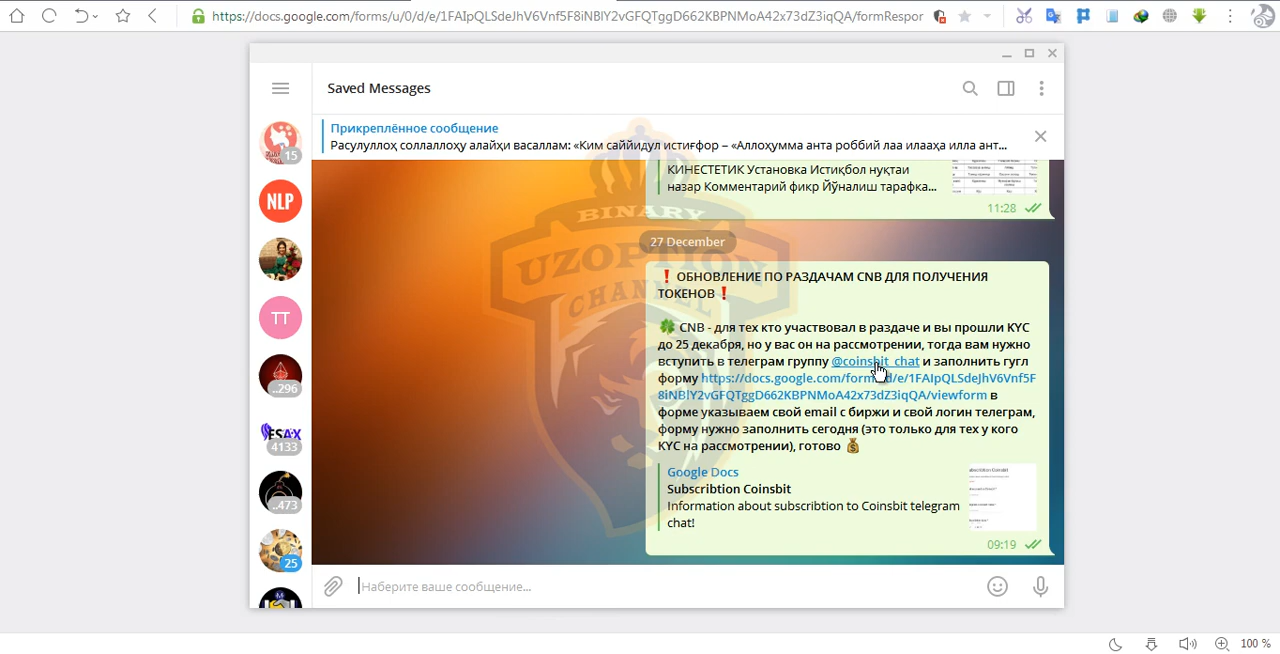 https://docs.google.com/forms/u/0/d/e/1FAIpQLSdeJhV6Vnf5F8iNBlY2vGFQTggD662KBPNMoA42x73dZ3iqQA/formRespor
Saved Messages
Прикреплённое сообщение
Расулуллоҳ соллаллоҳу алайҳи васаллам: «Ким саййидул истиғфор – «Аллоҳумма анта роббий лаа илааҳа илла ант...
15
КИНЕСТЕТИК установка Истиқбол нуқтаи
назар Комментарий фикр Йўналиш тарафка...
11:28
NLP
BINARY
UZOPTION
CHANNEL
27 December
❗ ОБНОВЛЕНИЕ ПО РАЗДАЧАМ CNB ДЛЯ ПОЛУЧЕНИЯ
ТОКЕНОВ ❗
TT
🍀 CNB - для тех кто участвовал в раздаче и вы прошли KYC
до 25 декабря, но у вас он на рассмотрении, тогда вам нужно
вступить в телеграм группу @coinsbit_chat и заполнить гугл
форму https://docs.google.com/forms/d/e/1FAIpQLSdeJhV6Vnf5F
8iNBlY2vGFQTggD662KBPNMoA42x73dZ3iqQA/viewform в
форме указываем свой email с биржи и свой логин телеграм,
форму нужно заполнить сегодня (это только для тех у кого
KYC на рассмотрении), готово 💰
..296
ESAX
4133
Google Docs
Subscribtion Coinsbit
Information about subscribtion to Coinsbit telegram
chat!
09:19
..473
25
Наберите ваше сообщение...
100 %